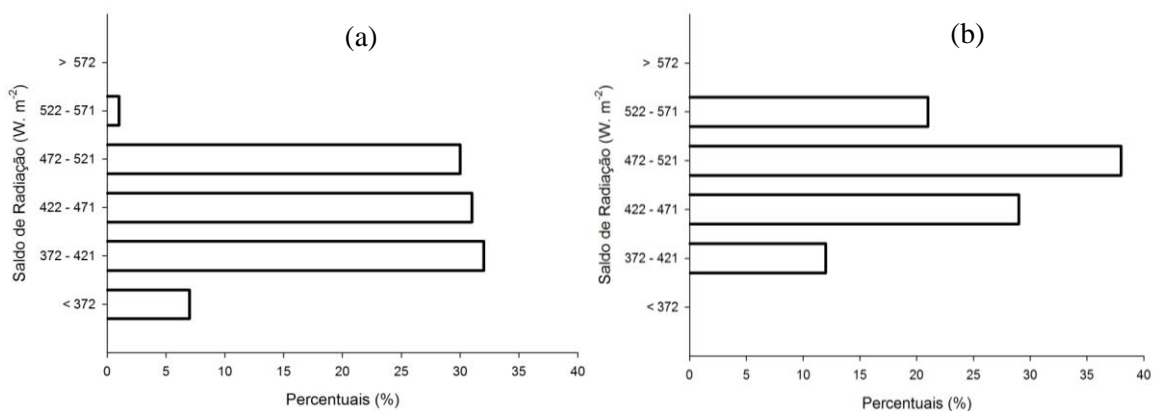 (a)
Saldo de Radiação (W. m⁻²)
> 572
522 - 571
472 - 521
422 - 471
372 - 421
< 372
0 5 10 15 20 25 30 35 40
Percentuais (%)
(b)
Saldo de Radiação (W. m⁻²)
> 572
522 - 571
472 - 521
422 - 471
372 - 421
< 372
0 5 10 15 20 25 30 35 40
Percentuais (%)